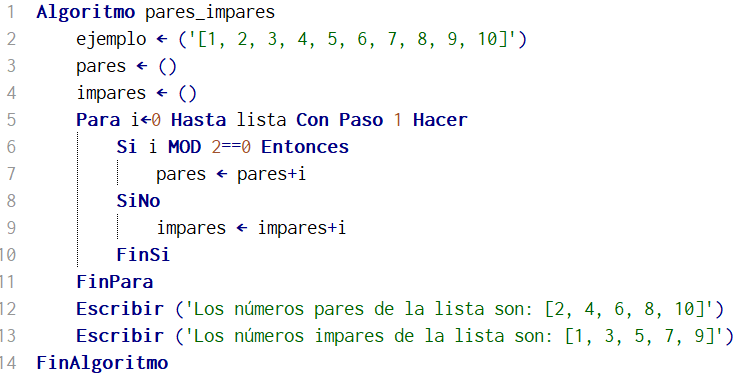 1 Algoritmo pares_impares
2 ejemplo ← ('[1, 2, 3, 4, 5, 6, 7, 8, 9, 10]')
3 pares ← ()
4 impares ← ()
5 Para i←0 Hasta lista Con Paso 1 Hacer
6 Si i MOD 2==0 Entonces
7 pares ← pares+i
8 SiNo
9 impares ← impares+i
10 FinSi
11 FinPara
12 Escribir ('Los números pares de la lista son: [2, 4, 6, 8, 10]')
13 Escribir ('Los números impares de la lista son: [1, 3, 5, 7, 9]')
14 FinAlgoritmo